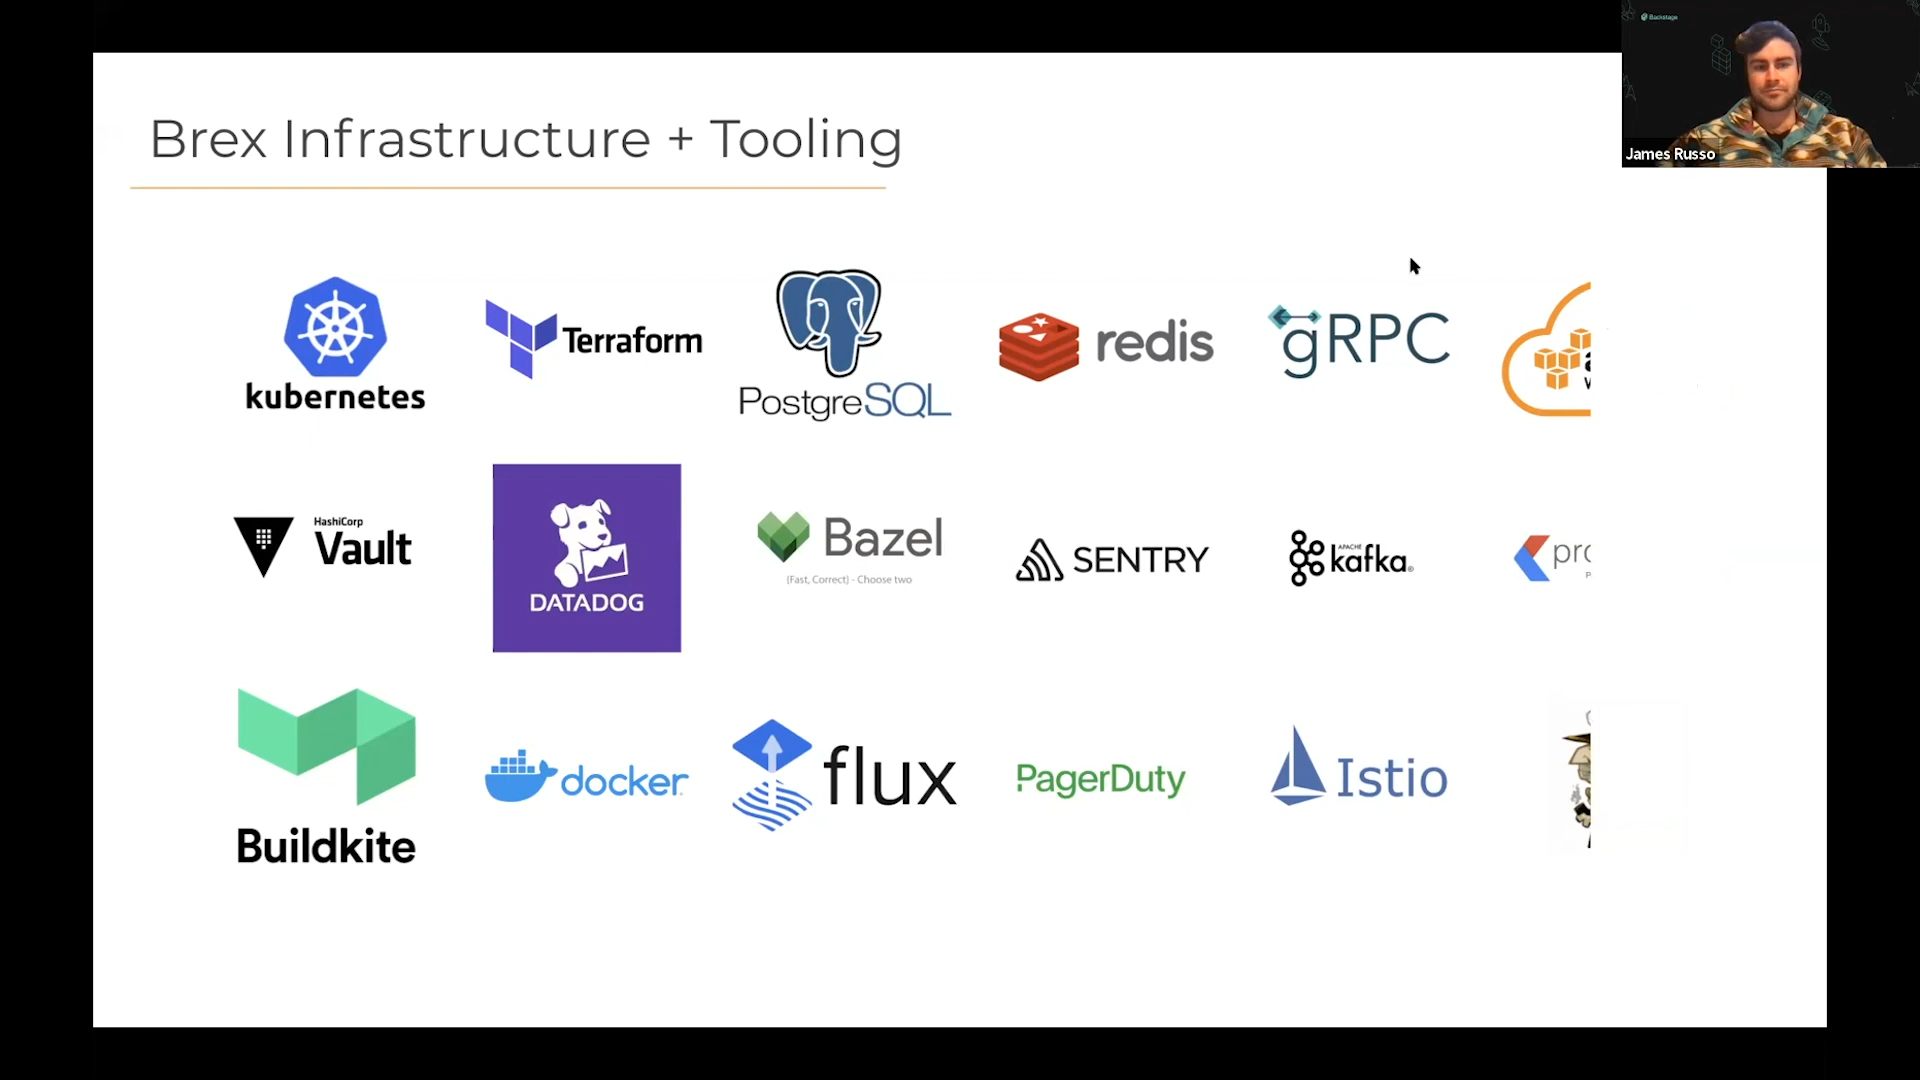 Backstage
James Russo
Brex Infrastructure + Tooling
kubernetes
Terraform
PostgreSQL
redis
gRPC
HashiCorp
Vault
DATADOG
Bazel
{Fast, Correct} - Choose two
SENTRY
APACHE
kafka®
Buildkite
docker
flux
PagerDuty
Istio